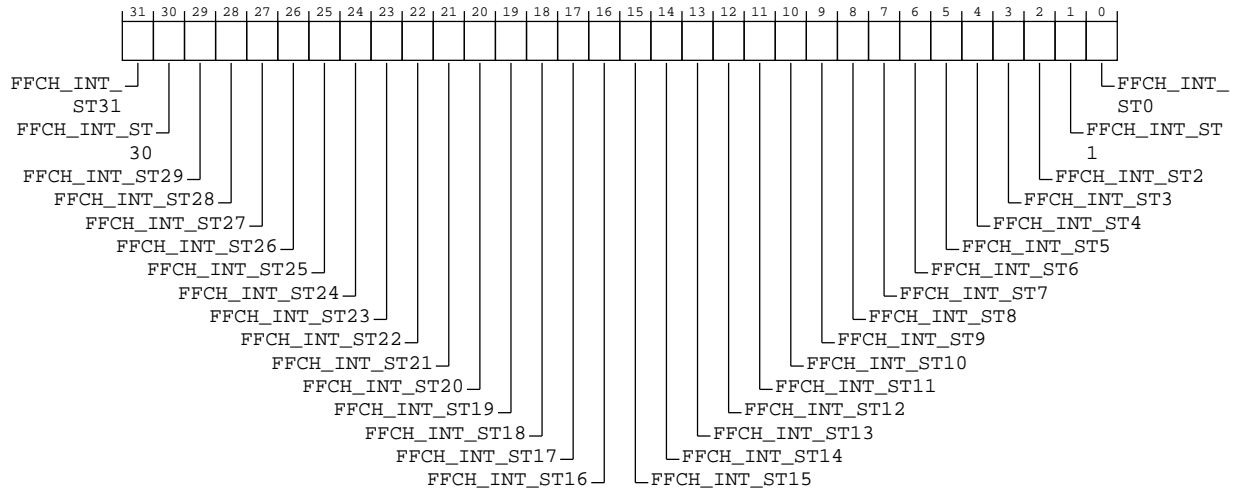 31 30 29 28 27 26 25 24 23 22 21 20 19 18 17 16 15 14 13 12 11 10 9 8 7 6 5 4 3 2 1 0
FFCH_INT_ FFCH_INT_
ST31 ST0
FFCH_INT_ST FFCH_INT_ST
30 1
FFCH_INT_ST29 FFCH_INT_ST2
FFCH_INT_ST28 FFCH_INT_ST3
FFCH_INT_ST27 FFCH_INT_ST4
FFCH_INT_ST26 FFCH_INT_ST5
FFCH_INT_ST25 FFCH_INT_ST6
FFCH_INT_ST24 FFCH_INT_ST7
FFCH_INT_ST23 FFCH_INT_ST8
FFCH_INT_ST22 FFCH_INT_ST9
FFCH_INT_ST21 FFCH_INT_ST10
FFCH_INT_ST20 FFCH_INT_ST11
FFCH_INT_ST19 FFCH_INT_ST12
FFCH_INT_ST18 FFCH_INT_ST13
FFCH_INT_ST17 FFCH_INT_ST14
FFCH_INT_ST16 FFCH_INT_ST15